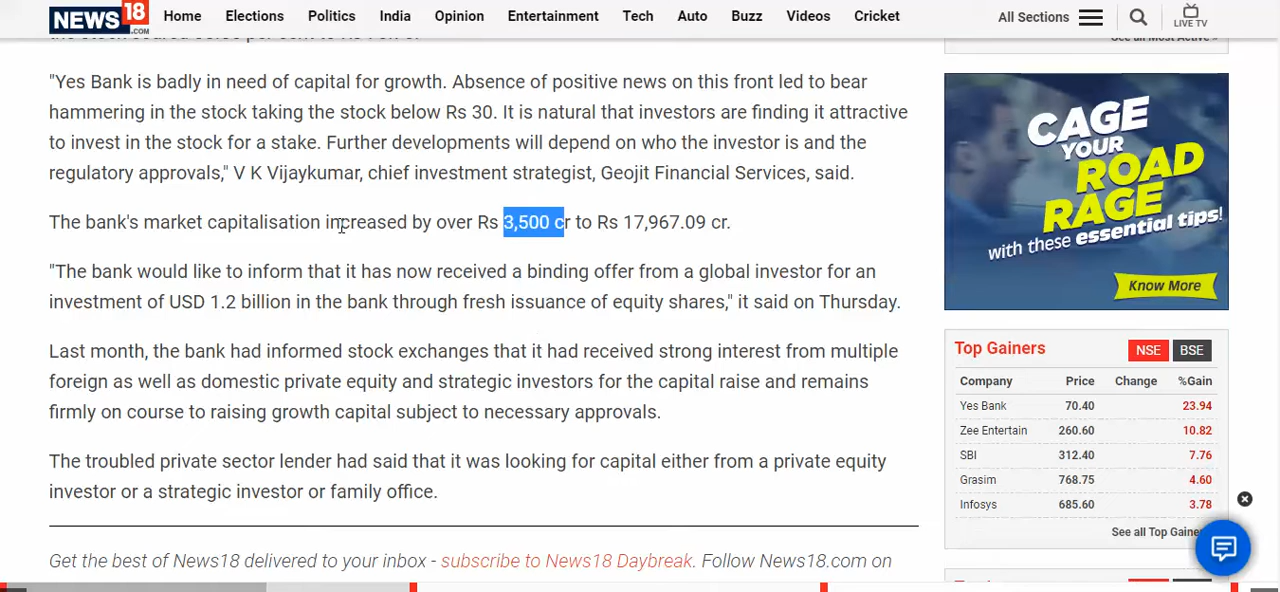 NEWS 18 .COM
Home Elections Politics India Opinion Entertainment Tech Auto Buzz Videos Cricket All Sections LIVE TV
"Yes Bank is badly in need of capital for growth. Absence of positive news on this front led to bear
hammering in the stock taking the stock below Rs 30. It is natural that investors are finding it attractive
to invest in the stock for a stake. Further developments will depend on who the investor is and the
regulatory approvals," V K Vijaykumar, chief investment strategist, Geojit Financial Services, said.
The bank's market capitalisation increased by over Rs 3,500 cr to Rs 17,967.09 cr.
"The bank would like to inform that it has now received a binding offer from a global investor for an
investment of USD 1.2 billion in the bank through fresh issuance of equity shares," it said on Thursday.
Last month, the bank had informed stock exchanges that it had received strong interest from multiple
foreign as well as domestic private equity and strategic investors for the capital raise and remains
firmly on course to raising growth capital subject to necessary approvals.
The troubled private sector lender had said that it was looking for capital either from a private equity
investor or a strategic investor or family office.
Get the best of News18 delivered to your inbox - subscribe to News18 Daybreak. Follow News18.com on
See all Most Active »
CAGE
YOUR
ROAD
RAGE
with these essential tips!
Know More
Top Gainers NSE BSE
Company Price Change %Gain
Yes Bank 70.40 23.94
Zee Entertain 260.60 10.82
SBI 312.40 7.76
Grasim 768.75 4.60
Infosys 685.60 3.78
See all Top Gaine